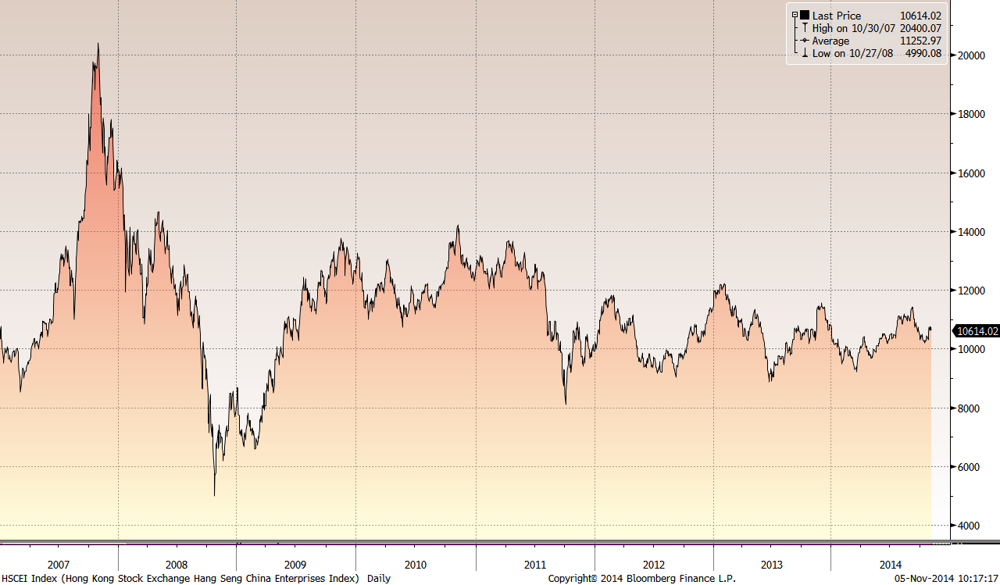 Last Price 10614.02
High on 10/30/07 20400.07
Average 11252.97
Low on 10/27/08 4990.08
20000
18000
16000
14000
12000
10614.02
10000
8000
6000
4000
2007 2008 2009 2010 2011 2012 2013 2014
HSCEI Index (Hong Kong Stock Exchange Hang Seng China Enterprises Index) Daily Copyright© 2014 Bloomberg Finance L.P. 05-Nov-2014 10:17:17